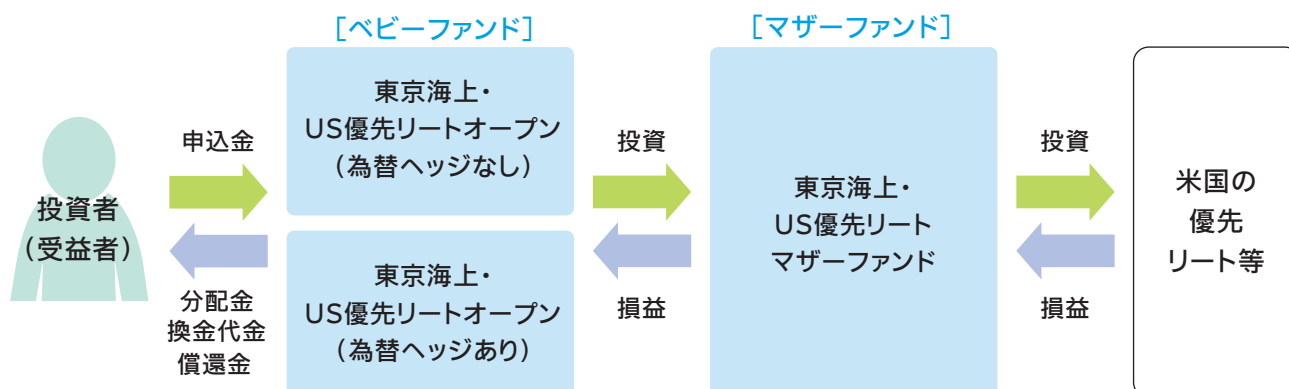 ［ベビーファンド］
［マザーファンド］
投資者
（受益者）
申込金
分配金
換金代金
償還金
東京海上・
US優先リートオープン
（為替ヘッジなし）
東京海上・
US優先リートオープン
（為替ヘッジあり）
投資
損益
東京海上・
US優先リート
マザーファンド
投資
損益
米国の
優先
リート等